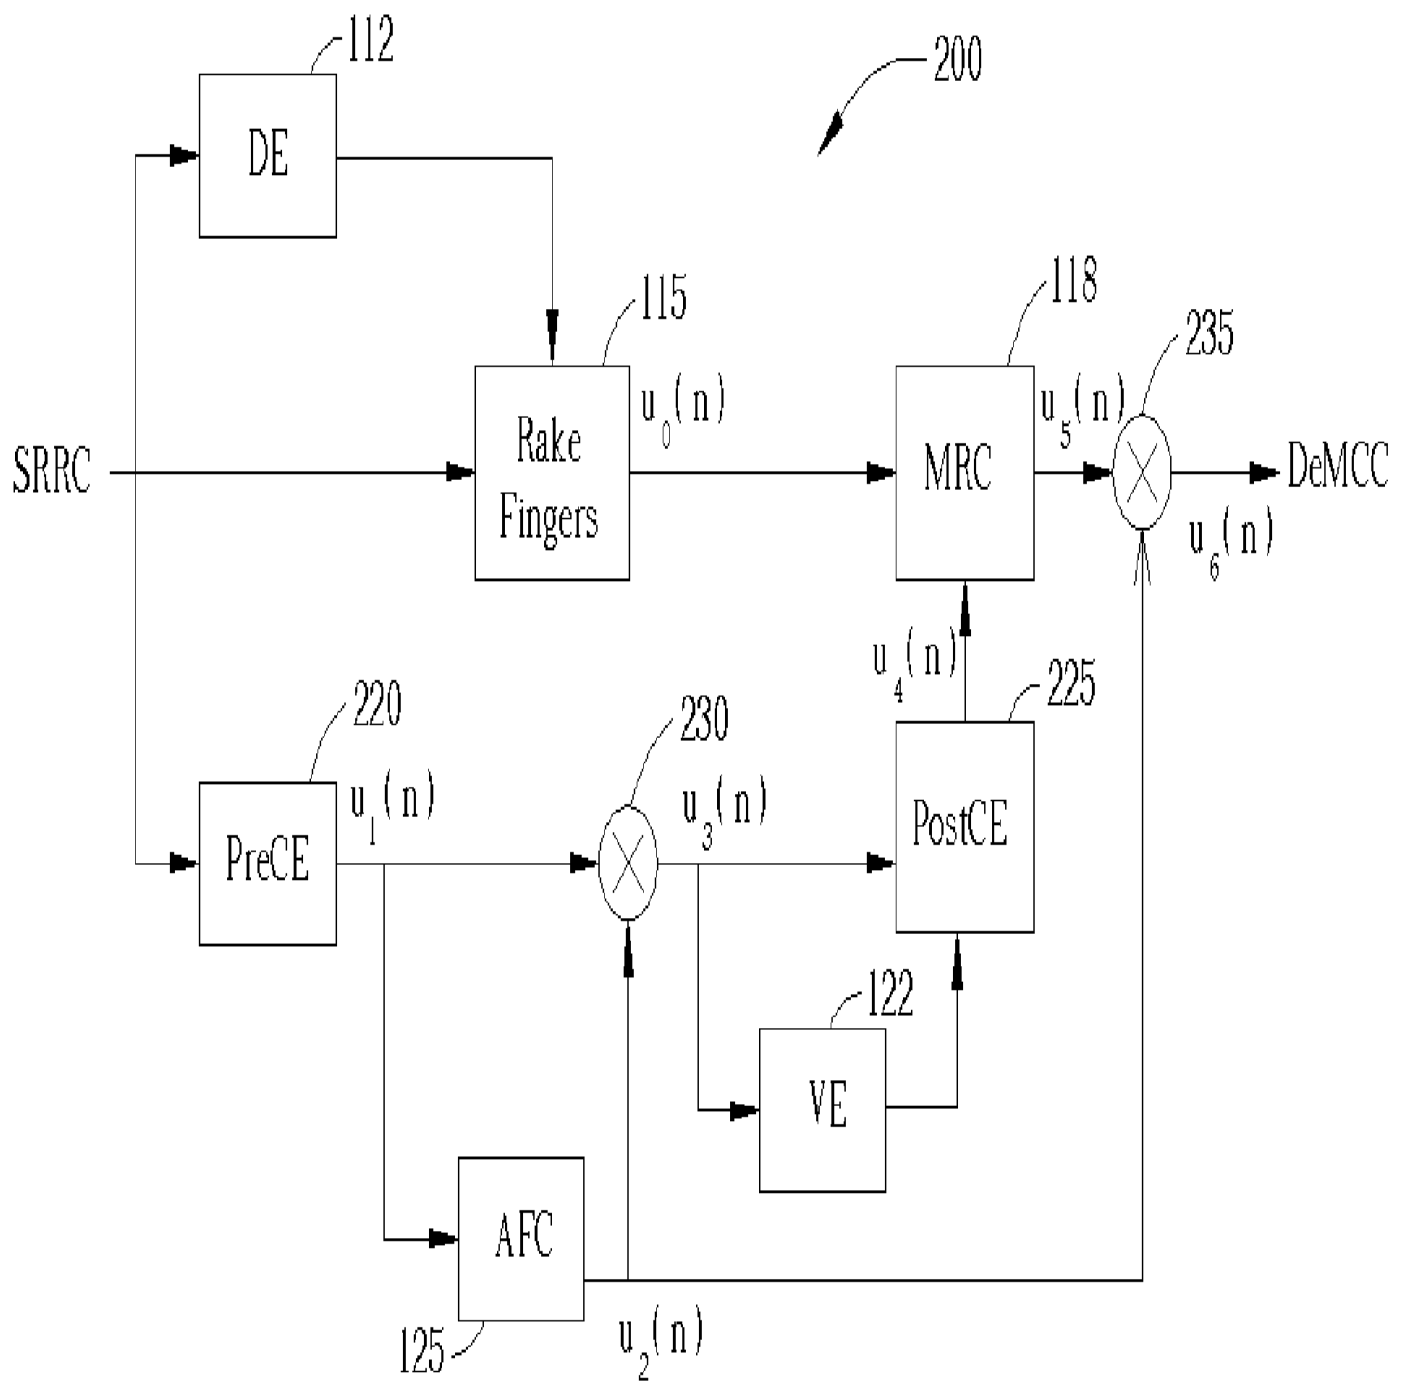 112
200
DE
115
118
235
u0(n)
u5(n)
SRRC
Rake
Fingers
MRC
DeMCC
u6(n)
u4(n)
225
220
230
u1(n)
u3(n)
PreCE
PostCE
122
VE
AFC
125
u2(n)